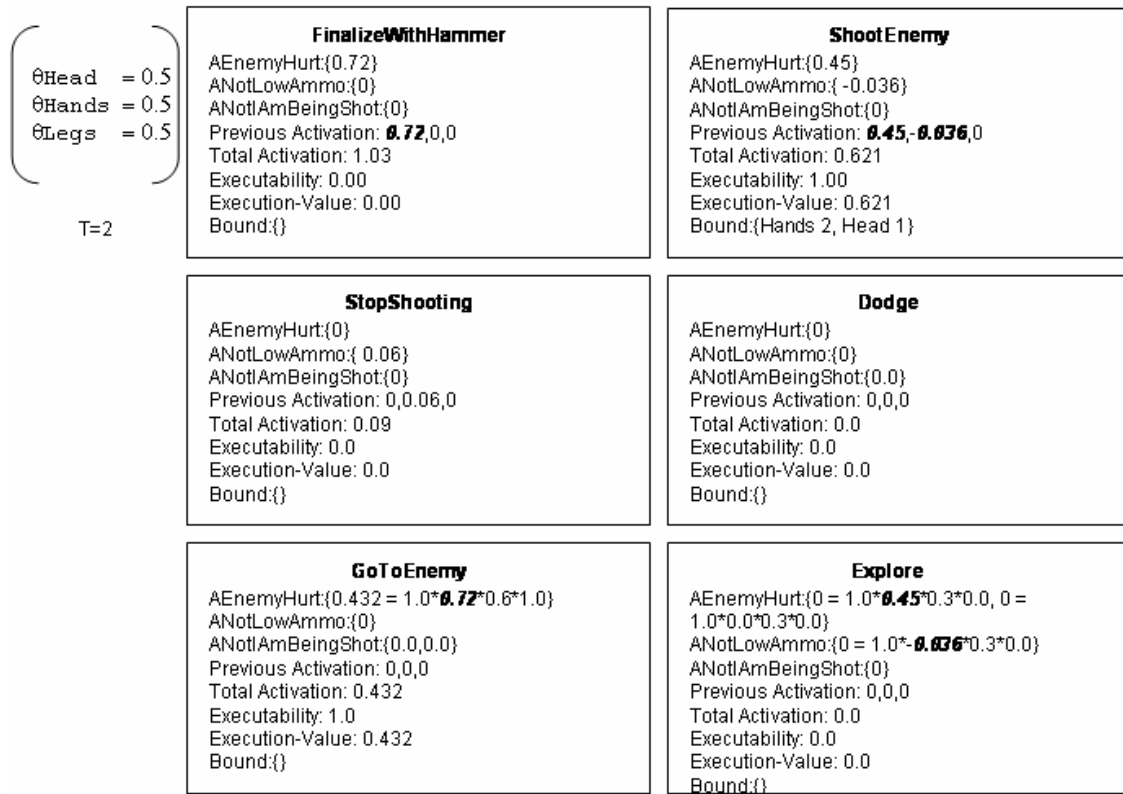 θHead = 0.5
θHands = 0.5
θLegs = 0.5
T=2
FinalizeWithHammer
AEnemyHurt:{0.72}
ANotLowAmmo:{0}
ANotIAmBeingShot:{0}
Previous Activation: 0.72,0,0
Total Activation: 1.03
Executability: 0.00
Execution-Value: 0.00
Bound:{}
ShootEnemy
AEnemyHurt:{0.45}
ANotLowAmmo:{ -0.036}
ANotIAmBeingShot:{0}
Previous Activation: 0.45,-0.036,0
Total Activation: 0.621
Executability: 1.00
Execution-Value: 0.621
Bound:{Hands 2, Head 1}
StopShooting
AEnemyHurt:{0}
ANotLowAmmo:{ 0.06}
ANotIAmBeingShot:{0}
Previous Activation: 0,0.06,0
Total Activation: 0.09
Executability: 0.0
Execution-Value: 0.0
Bound:{}
Dodge
AEnemyHurt:{0}
ANotLowAmmo:{0}
ANotIAmBeingShot:{0.0}
Previous Activation: 0,0,0
Total Activation: 0.0
Executability: 0.0
Execution-Value: 0.0
Bound:{}
GoToEnemy
AEnemyHurt:{0.432 = 1.0*0.72*0.6*1.0}
ANotLowAmmo:{0}
ANotIAmBeingShot:{0.0,0.0}
Previous Activation: 0,0,0
Total Activation: 0.432
Executability: 1.0
Execution-Value: 0.432
Bound:{}
Explore
AEnemyHurt:{0 = 1.0*0.45*0.3*0.0, 0 =
1.0*0.0*0.3*0.0}
ANotLowAmmo:{0 = 1.0*-0.036*0.3*0.0}
ANotIAmBeingShot:{0}
Previous Activation: 0,0,0
Total Activation: 0.0
Executability: 0.0
Execution-Value: 0.0
Bound:{}